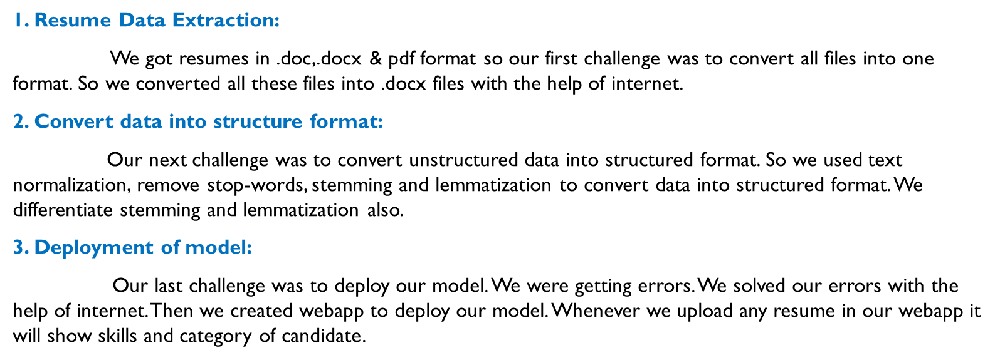 1. Resume Data Extraction:
We got resumes in .doc,.docx & pdf format so our first challenge was to convert all files into one
format. So we converted all these files into .docx files with the help of internet.
2. Convert data into structure format:
Our next challenge was to convert unstructured data into structured format. So we used text
normalization, remove stop-words, stemming and lemmatization to convert data into structured format. We
differentiate stemming and lemmatization also.
3. Deployment of model:
Our last challenge was to deploy our model. We were getting errors. We solved our errors with the
help of internet. Then we created webapp to deploy our model. Whenever we upload any resume in our webapp it
will show skills and category of candidate.